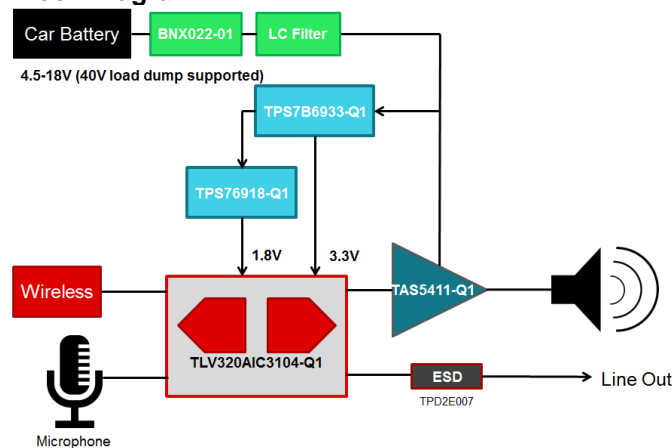 Car Battery
BNX022-01
LC Filter
4.5-18V (40V load dump supported)
TPS7B6933-Q1
TPS76918-Q1
1.8V
3.3V
Wireless
TAS5411-Q1
TLV320AIC3104-Q1
ESD
TPD2E007
Line Out
Microphone